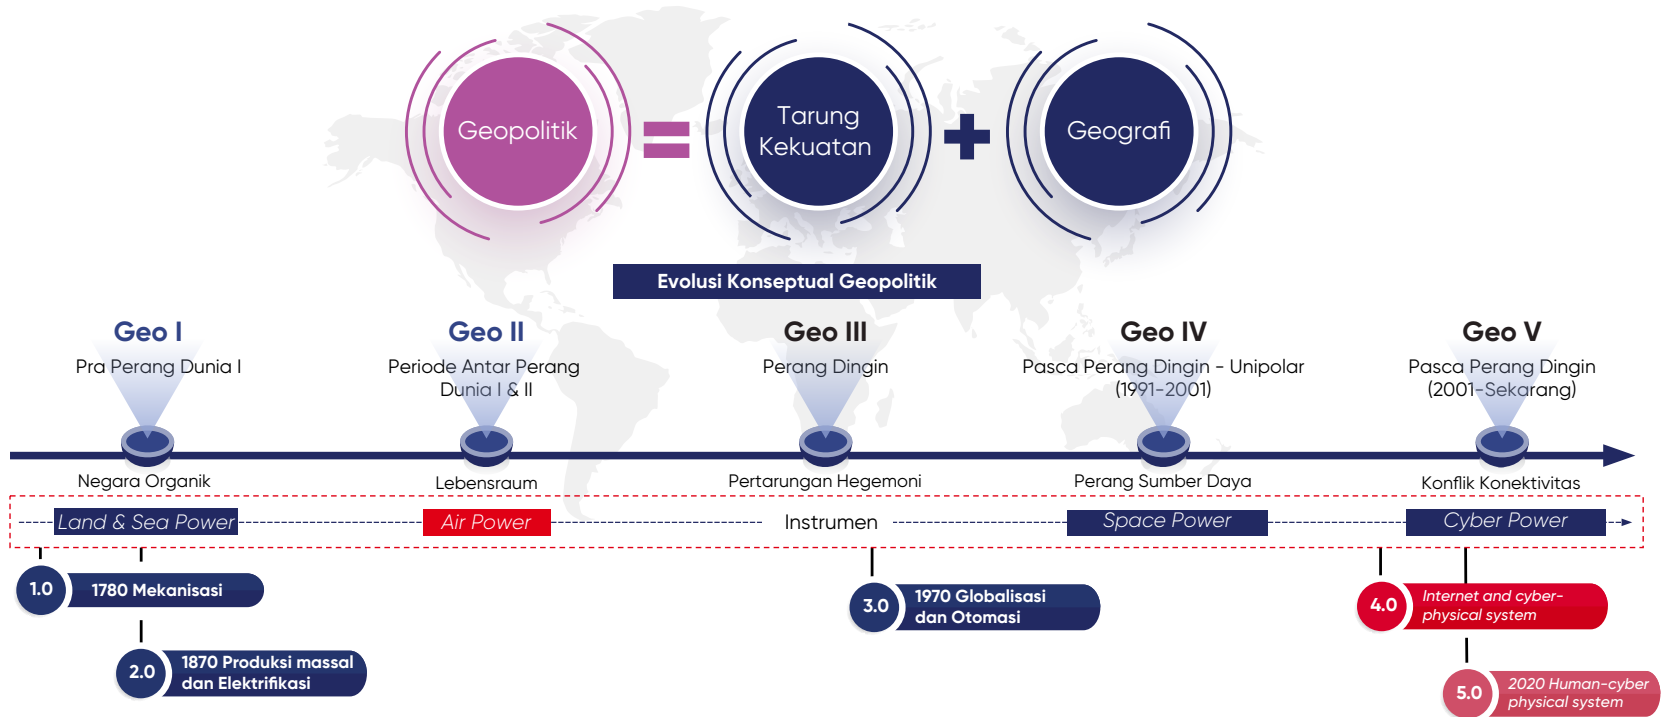 Geopolitik
=
Tarung
Kekuatan
+
Geografi
Evolusi Konseptual Geopolitik
Geo I
Pra Perang Dunia I
Geo II
Periode Antar Perang
Dunia I & II
Geo III
Perang Dingin
Geo IV
Pasca Perang Dingin - Unipolar
(1991-2001)
Geo V
Pasca Perang Dingin
(2001-Sekarang)
Negara Organik
Lebensraum
Pertarungan Hegemoni
Perang Sumber Daya
Konflik Konektivitas
Land & Sea Power
Air Power
Instrumen
Space Power
Cyber Power
1.0
1780 Mekanisasi
2.0
1870 Produksi massal
dan Elektrifikasi
3.0
1970 Globalisasi
dan Otomasi
4.0
Internet and cyber-
physical system
5.0
2020 Human-cyber
physical system